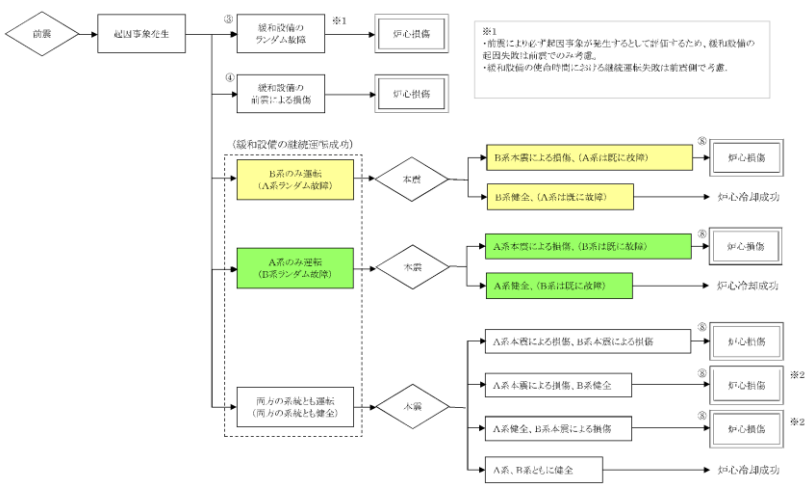 前震
起因事象発生
③
緩和設備の
ランダム故障
※1
炉心損傷
④
緩和設備の
前震による損傷
炉心損傷
※1
・前震により必ず起因事象が発生するとして評価するため、緩和設備の
起因失敗は前震でのみ考慮。
・緩和設備の使命時間における継続運転失敗は前震側で考慮。
(緩和設備の継続運転成功)
B系のみ運転
(A系ランダム故障)
本震
B系本震による損傷、(A系は既に故障)
⑤
炉心損傷
B系健全、(A系は既に故障)
炉心冷却成功
A系のみ運転
(B系ランダム故障)
本震
A系本震による損傷、(B系は既に故障)
⑤
炉心損傷
A系健全、(B系は既に故障)
炉心冷却成功
両方の系統とも運転
(両方の系統とも健全)
本震
A系本震による損傷、B系本震による損傷
⑤
炉心損傷
A系本震による損傷、B系健全
⑤
炉心損傷
※2
A系健全、B系本震による損傷
⑤
炉心損傷
※2
A系、B系ともに健全
炉心冷却成功